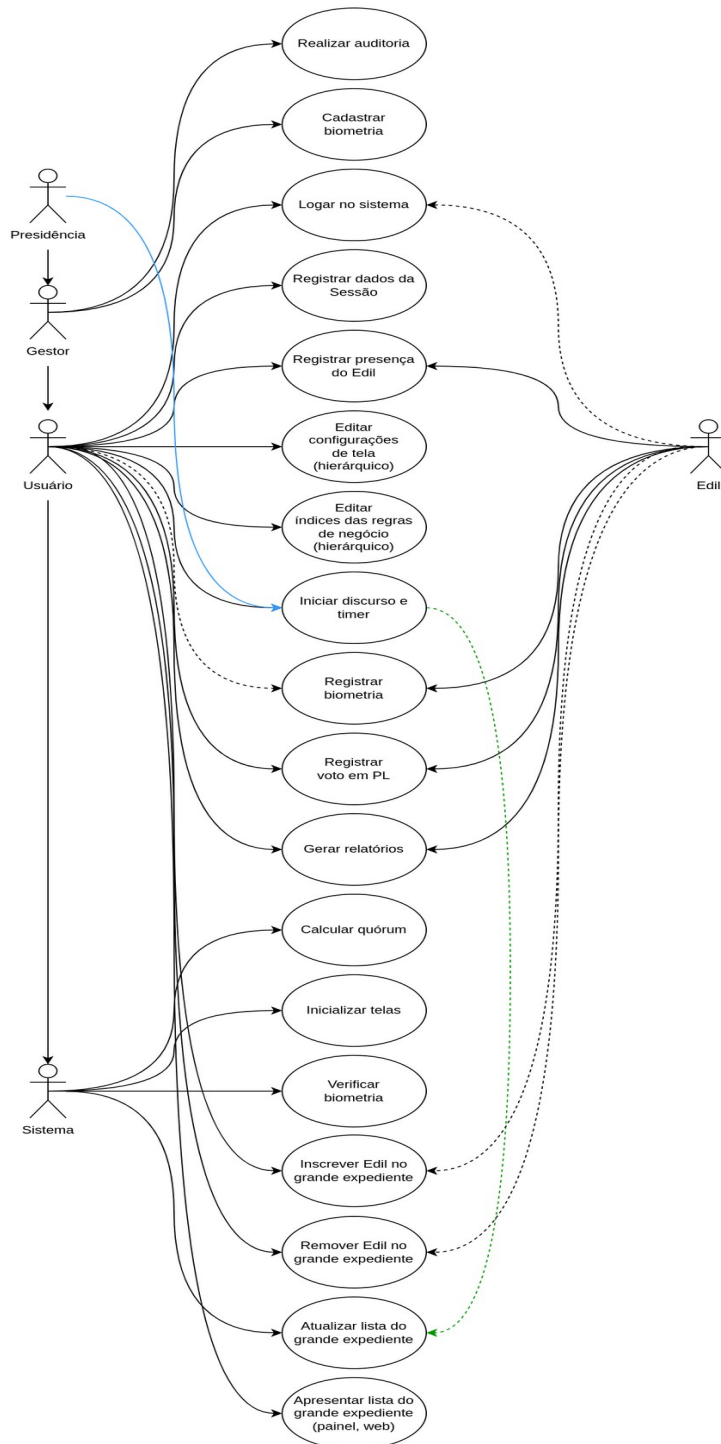 Realizar auditoria
Cadastrar
biometria
Presidência
Logar no sistema
Registrar dados da
Sessão
Gestor
Registrar presença
do Edil
Editar
configurações
de tela
(hierárquico)
Usuário
Edil
Editar
índices das regras
de negócio
(hierárquico)
Iniciar discurso e
timer
Registrar
biometria
Registrar
voto em PL
Gerar relatórios
Calcular quórum
Inicializar telas
Verificar
biometria
Sistema
Inscrever Edil no
grande expediente
Remover Edil no
grande expediente
Atualizar lista do
grande expediente
Apresentar lista do
grande expediente
(painel, web)